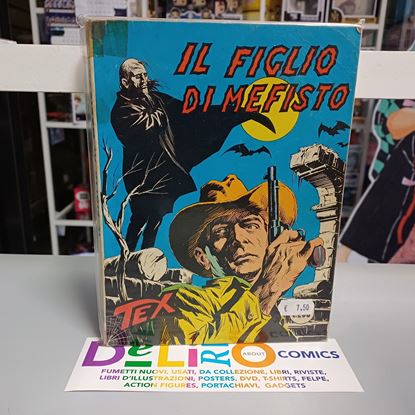 IL FIGLIO
DI MEFISTO
TEX
€ 7,50
DELIRIO
ABOUT
COMICS
FUMETTI NUOVI, USATI, DA COLLEZIONE, LIBRI, RIVISTE,
LIBRI D'ILLUSTRAZIONI, POSTERS, DVD, T-SHIRTS, FELPE,
ACTION FIGURES, PORTACHIAVI, GADGETS